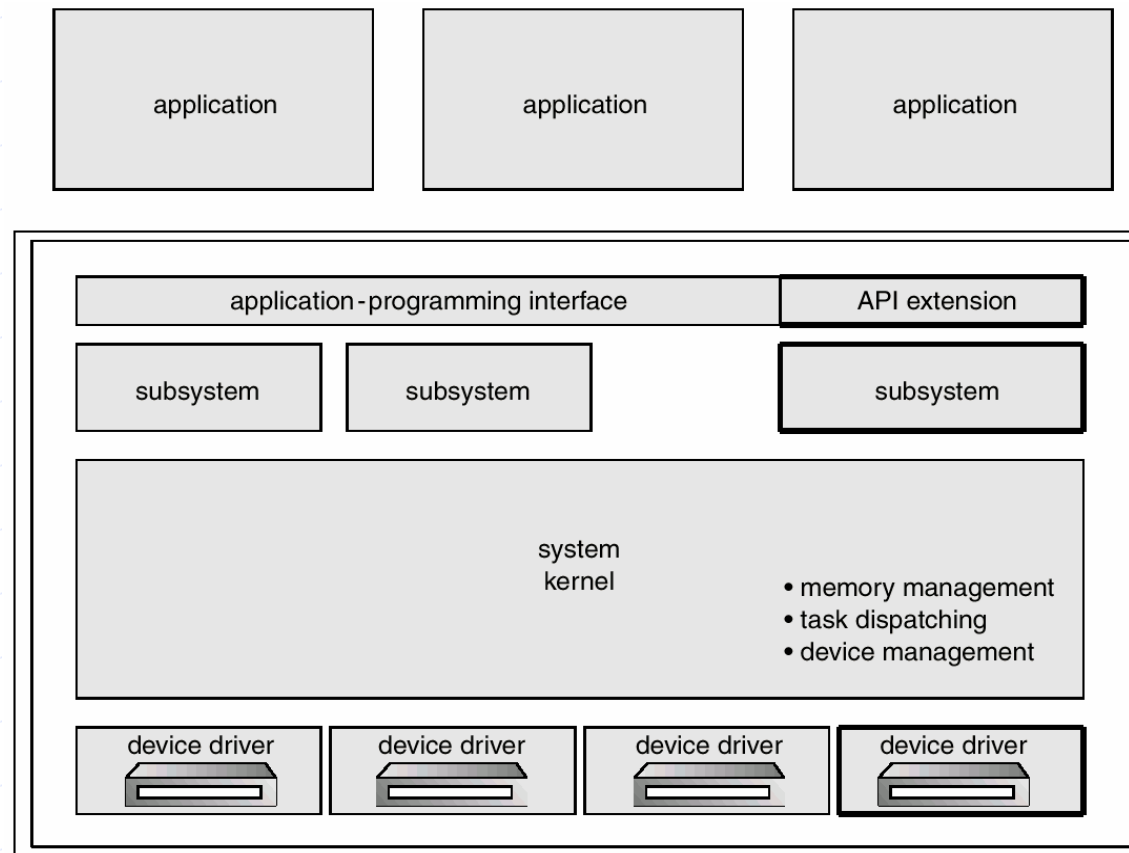 application
application
application
application-programming interface
API extension
subsystem
subsystem
subsystem
system
kernel
• memory management
• task dispatching
• device management
device driver
device driver
device driver
device driver